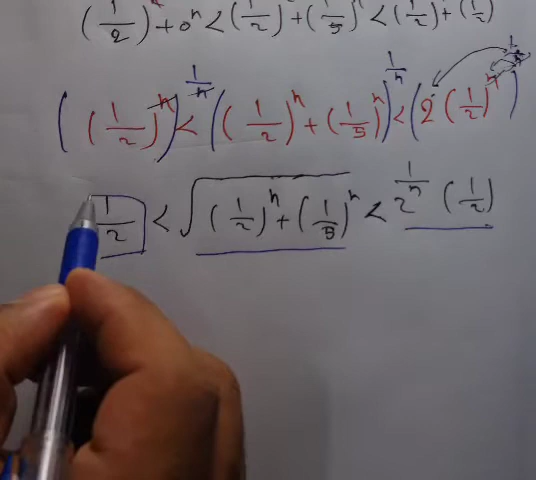 (1/2)^n + 0^n < (1/2)^n + (1/5)^n < (1/2)^n + (1/2)
((1/2)^n)^1/n < ((1/2)^n + (1/5)^n)^1/n < (2 (1/2)^n)^1/n
1/2 < √((1/2)^n + (1/5)^n) < 2^1/n (1/2)